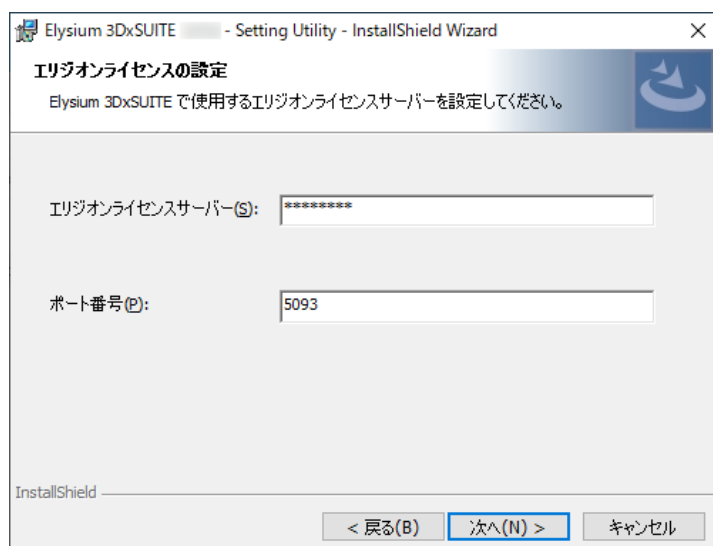 Elysium 3DxSUITE - Setting Utility - InstallShield Wizard
エリジオンライセンスの設定
Elysium 3DxSUITE で使用するエリジオンライセンスサーバーを設定してください。
エリジオンライセンスサーバー(S): ********
ポート番号(P): 5093
InstallShield
< 戻る(B) 次へ(N) > キャンセル